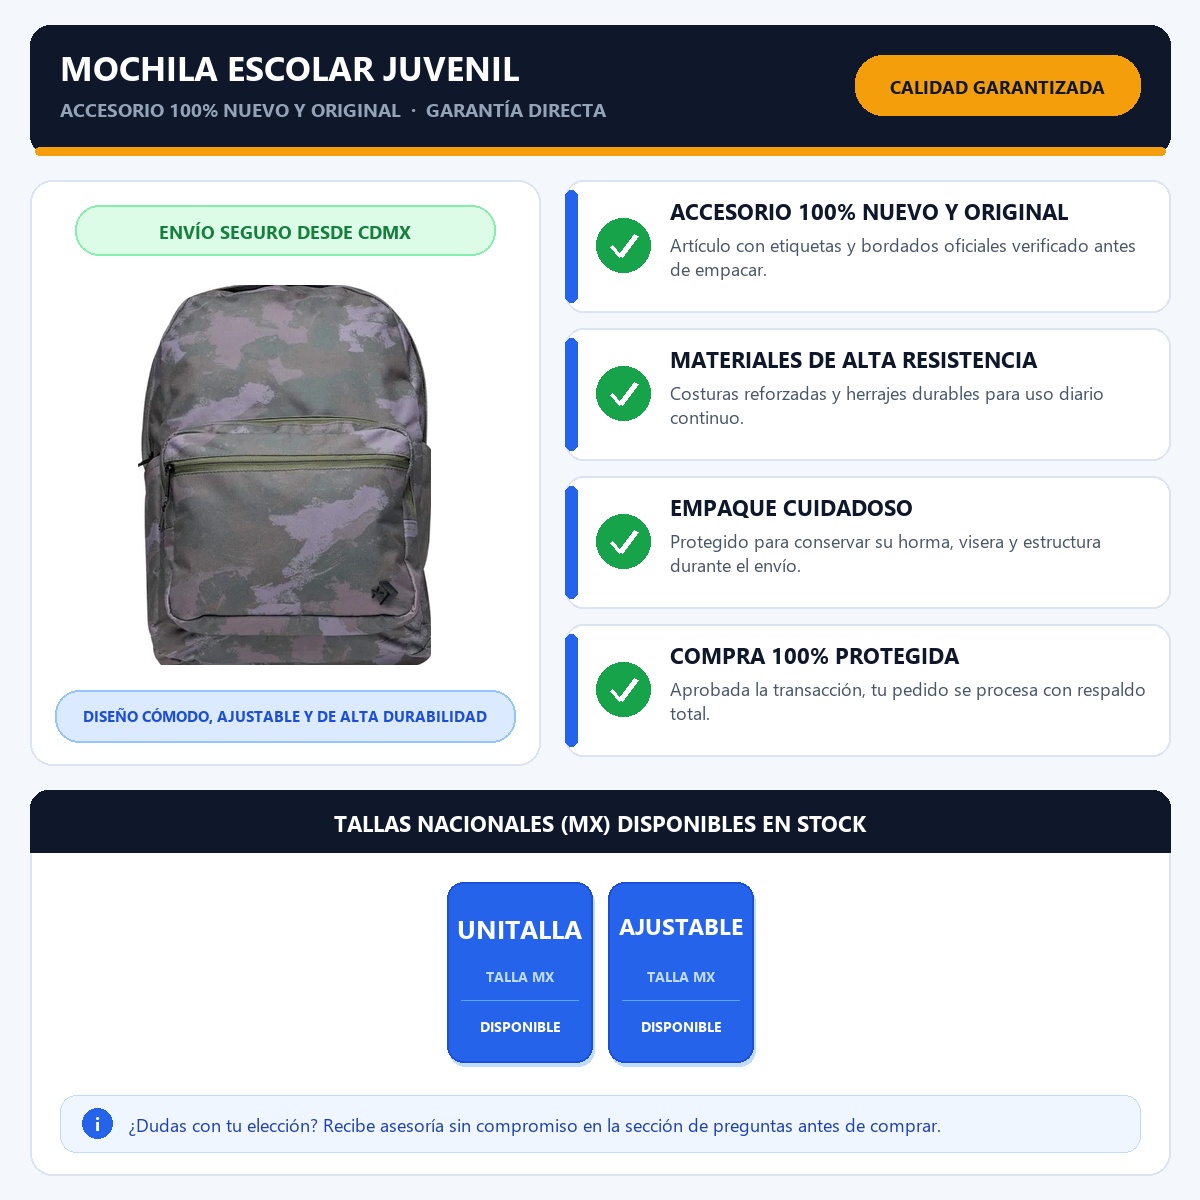 MOCHILA ESCOLAR JUVENIL
ACCESORIO 100% NUEVO Y ORIGINAL · GARANTÍA DIRECTA
CALIDAD GARANTIZADA
ENVÍO SEGURO DESDE CDMX
DISEÑO CÓMODO, AJUSTABLE Y DE ALTA DURABILIDAD
ACCESORIO 100% NUEVO Y ORIGINAL
Artículo con etiquetas y bordados oficiales verificado antes
de empacar.
MATERIALES DE ALTA RESISTENCIA
Costuras reforzadas y herrajes durables para uso diario
continuo.
EMPAQUE CUIDADOSO
Protegido para conservar su horma, visera y estructura
durante el envío.
COMPRA 100% PROTEGIDA
Aprobada la transacción, tu pedido se procesa con respaldo
total.
TALLAS NACIONALES (MX) DISPONIBLES EN STOCK
UNITALLA
TALLA MX
DISPONIBLE
AJUSTABLE
TALLA MX
DISPONIBLE
¿Dudas con tu elección? Recibe asesoría sin compromiso en la sección de preguntas antes de comprar.